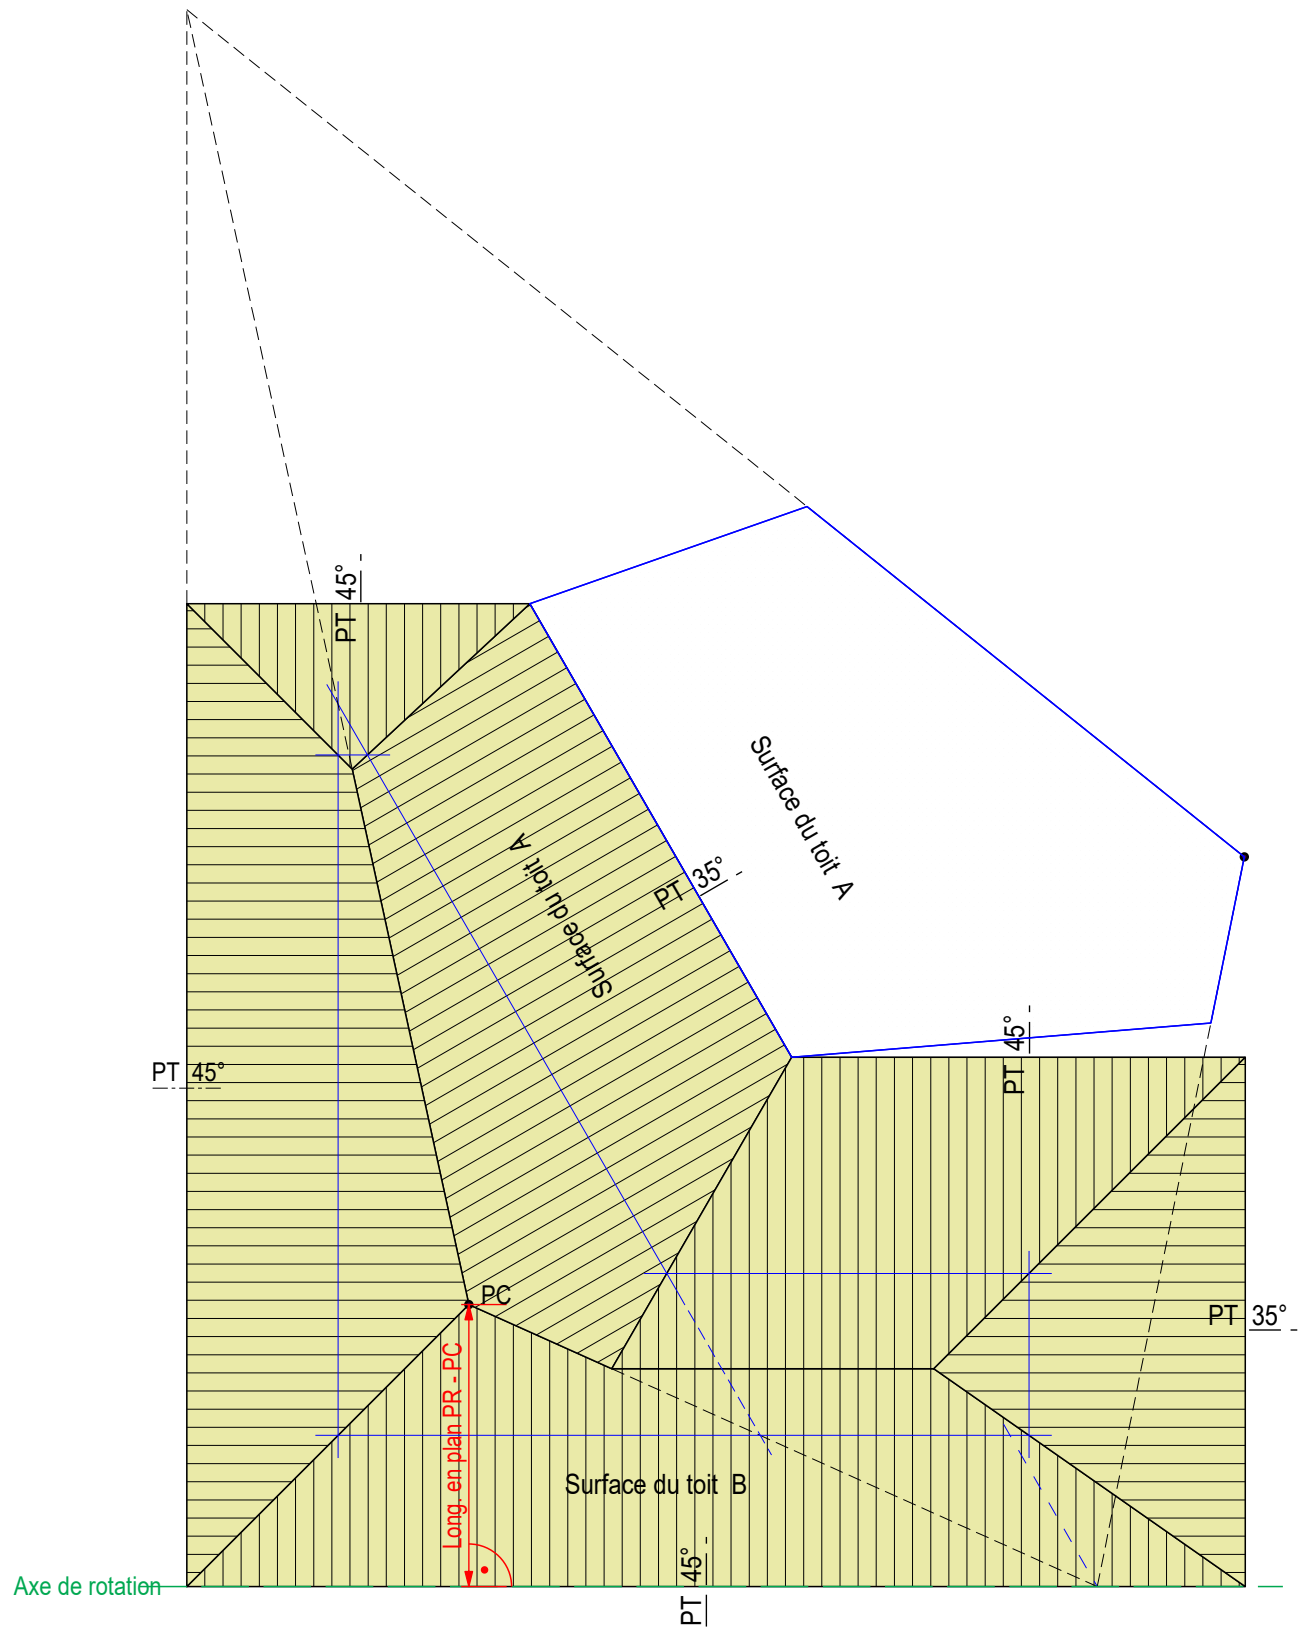 PT 45°
Surface du toit A
Surface du toit A
PT 35°
PT 45°
PT 45°
PC
PT 35°
Long. en plan PR - PC
Surface du toit B
PT 45°
Axe de rotation